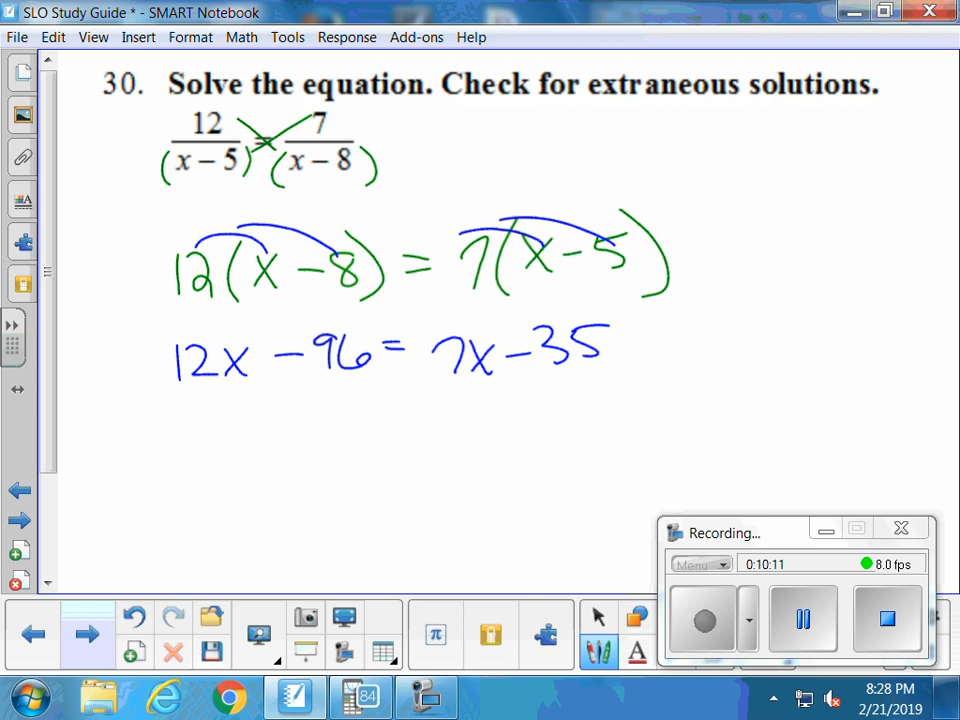 SLO Study Guide * - SMART Notebook
File Edit View Insert Format Math Tools Response Add-ons Help
30. Solve the equation. Check for extraneous solutions.
12 7
= 
(x – 5) (x – 8)
12(x – 8) = 7(x – 5)
12x – 96 = 7x – 35
Recording...
Menu 0:10:11 8.0 fps
π
A
84
8:28 PM
2/21/2019